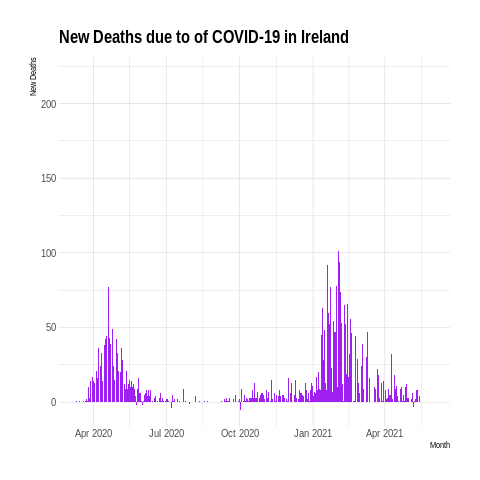 New Deaths due to of COVID-19 in Ireland
New Deaths
200
150
100
50
0
Apr 2020 Jul 2020 Oct 2020 Jan 2021 Apr 2021
Month